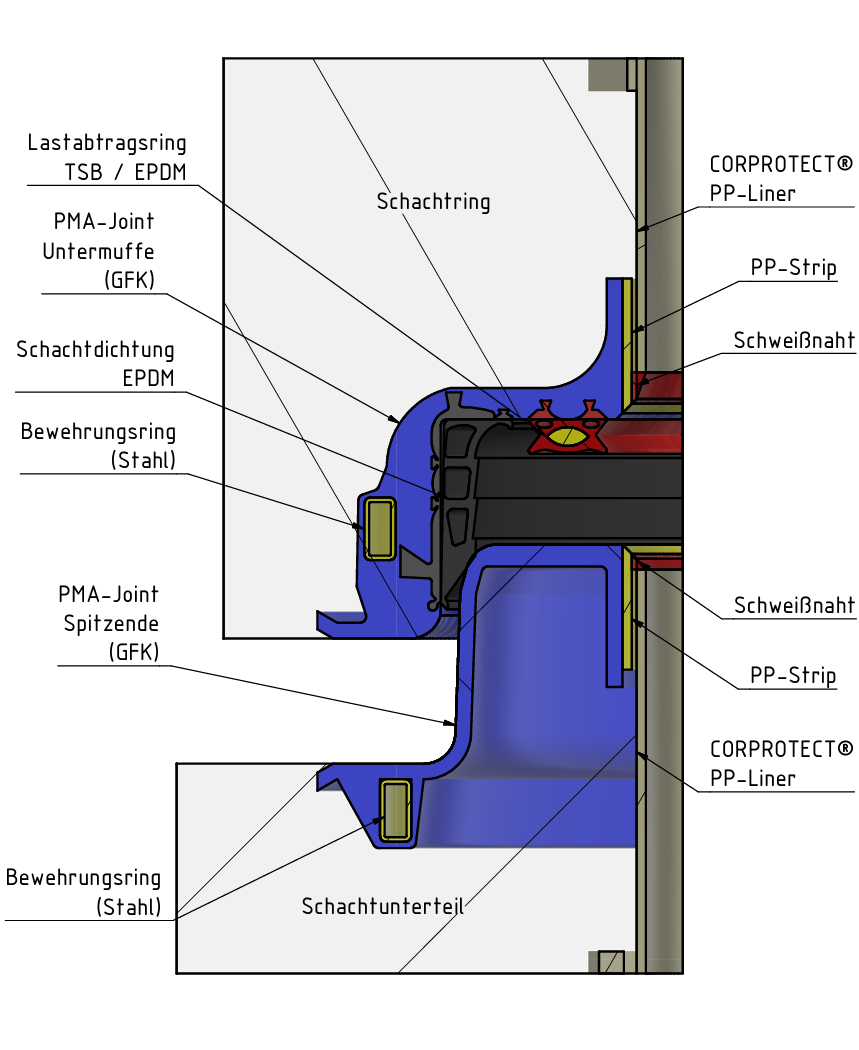 Lastabtragsring
TSB / EPDM
PMA-Joint
Untermuffe
(GFK)
Schachtdichtung
EPDM
Bewehrungsring
(Stahl)
PMA-Joint
Spitzende
(GFK)
Bewehrungsring
(Stahl)
Schachtring
Schachtunterteil
CORPROTECT®
PP-Liner
PP-Strip
Schweißnaht
Schweißnaht
PP-Strip
CORPROTECT®
PP-Liner